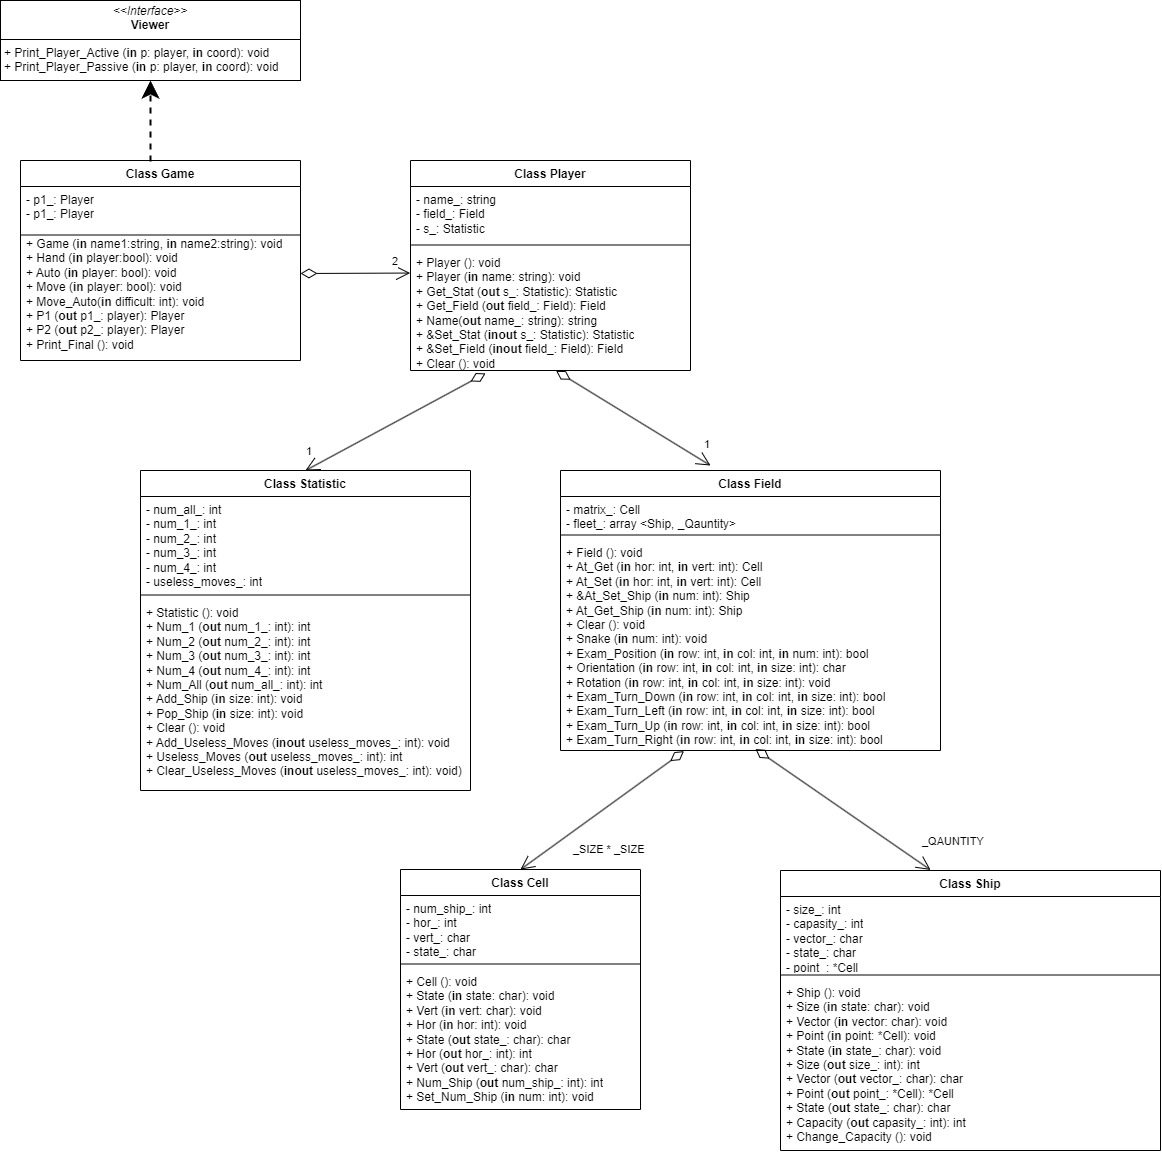 <<Interface>>
Viewer
+ Print_Player_Active (in p: player, in coord): void
+ Print_Player_Passive (in p: player, in coord): void
Class Game
- p1_: Player
- p1_: Player
+ Game (in name1:string, in name2:string): void
+ Hand (in player:bool): void
+ Auto (in player: bool): void
+ Move (in player: bool): void
+ Move_Auto(in difficult: int): void
+ P1 (out p1_: player): Player
+ P2 (out p2_: player): Player
+ Print_Final (): void
2
Class Player
- name_: string
- field_: Field
- s_: Statistic
+ Player (): void
+ Player (in name: string): void
+ Get_Stat (out s_: Statistic): Statistic
+ Get_Field (out field_: Field): Field
+ Name(out name_: string): string
+ &Set_Stat (inout s_: Statistic): Statistic
+ &Set_Field (inout field_: Field): Field
+ Clear (): void
1
1
Class Statistic
- num_all_: int
- num_1_: int
- num_2_: int
- num_3_: int
- num_4_: int
- useless_moves_: int
+ Statistic (): void
+ Num_1 (out num_1_: int): int
+ Num_2 (out num_2_: int): int
+ Num_3 (out num_3_: int): int
+ Num_4 (out num_4_: int): int
+ Num_All (out num_all_: int): int
+ Add_Ship (in size: int): void
+ Pop_Ship (in size: int): void
+ Clear (): void
+ Add_Useless_Moves (inout useless_moves_: int): void
+ Useless_Moves (out useless_moves_: int): int
+ Clear_Useless_Moves (inout useless_moves_: int): void)
Class Field
- matrix_: Cell
- fleet_: array <Ship, _Qauntity>
+ Field (): void
+ At_Get (in hor: int, in vert: int): Cell
+ At_Set (in hor: int, in vert: int): Cell
+ &At_Set_Ship (in num: int): Ship
+ At_Get_Ship (in num: int): Ship
+ Clear (): void
+ Snake (in num: int): void
+ Exam_Position (in row: int, in col: int, in num: int): bool
+ Orientation (in row: int, in col: int, in size: int): char
+ Rotation (in row: int, in col: int, in size: int): void
+ Exam_Turn_Down (in row: int, in col: int, in size: int): bool
+ Exam_Turn_Left (in row: int, in col: int, in size: int): bool
+ Exam_Turn_Up (in row: int, in col: int, in size: int): bool
+ Exam_Turn_Right (in row: int, in col: int, in size: int): bool
_SIZE * _SIZE
_QAUNTITY
Class Cell
- num_ship_: int
- hor_: int
- vert_: char
- state_: char
+ Cell (): void
+ State (in state: char): void
+ Vert (in vert: char): void
+ Hor (in hor: int): void
+ State (out state_: char): char
+ Hor (out hor_: int): int
+ Vert (out vert_: char): char
+ Num_Ship (out num_ship_: int): int
+ Set_Num_Ship (in num: int): void
Class Ship
- size_: int
- capasity_: int
- vector_: char
- state_: char
- point_: *Cell
+ Ship (): void
+ Size (in state: char): void
+ Vector (in vector: char): void
+ Point (in point: *Cell): void
+ State (in state_: char): void
+ Size (out size_: int): int
+ Vector (out vector_: char): char
+ Point (out point_: *Cell): *Cell
+ State (out state_: char): char
+ Capacity (out capasity_: int): int
+ Change_Capacity (): void